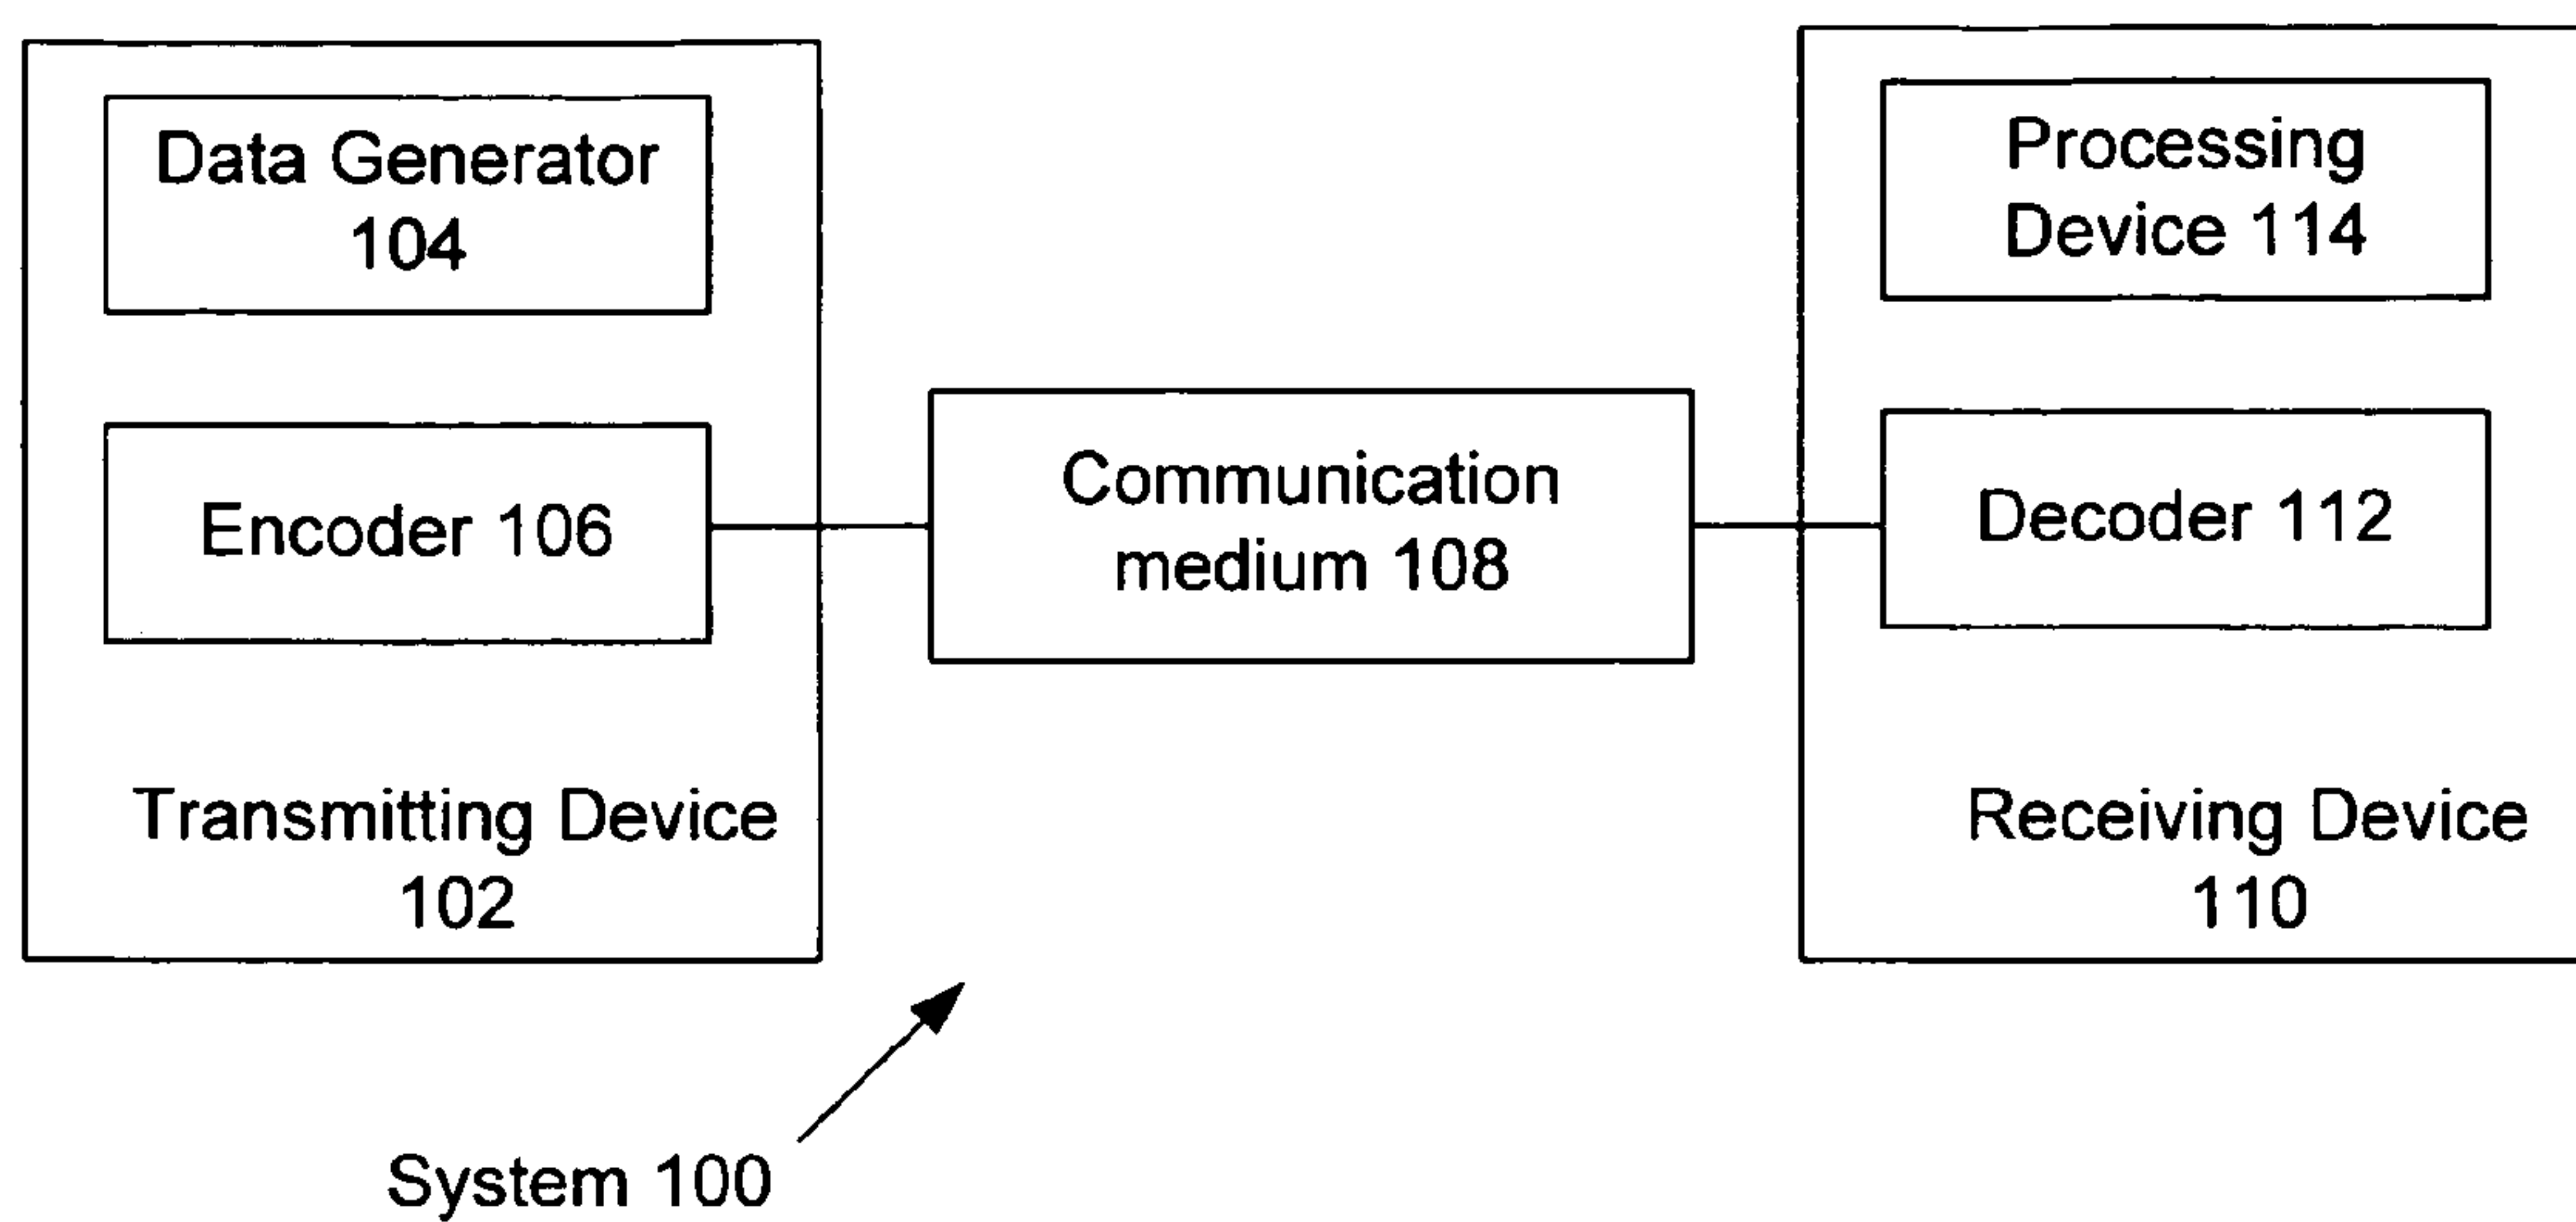 Data Generator
104
Encoder 106
Transmitting Device
102
Communication
medium 108
Processing
Device 114
Decoder 112
Receiving Device
110
System 100